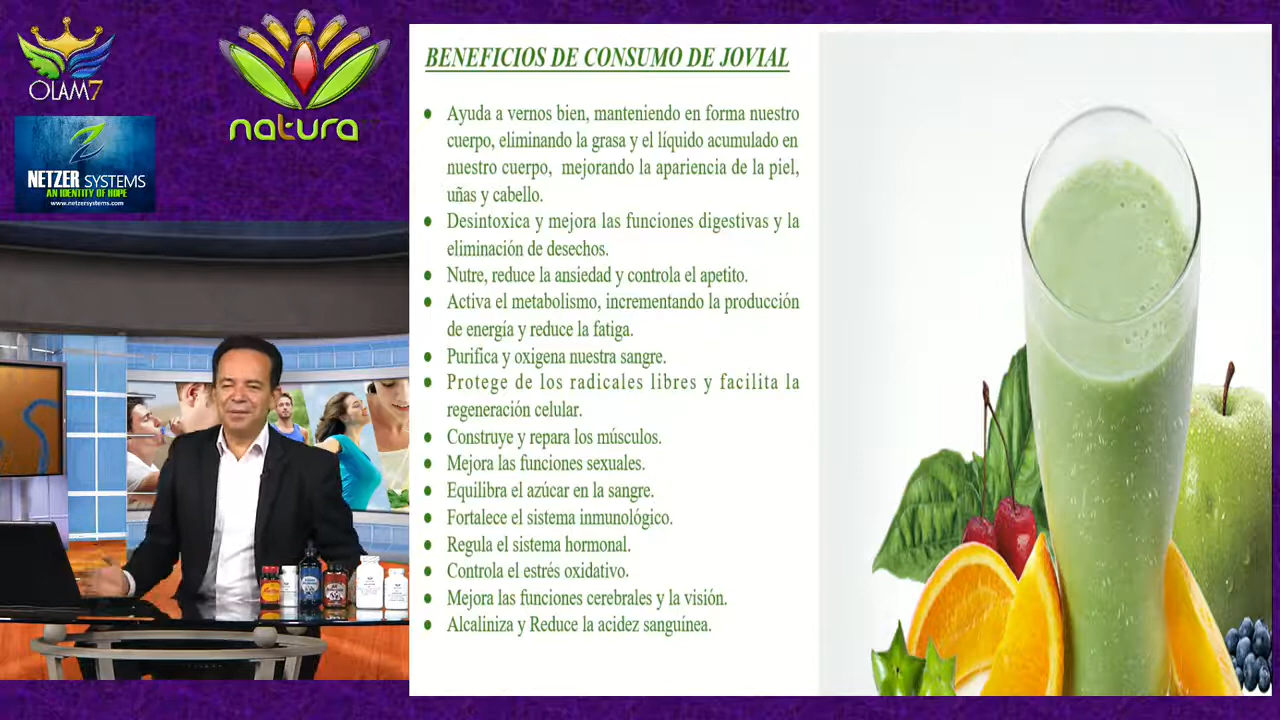 OLAM7
natura
NETZER SYSTEMS
AN IDENTITY OF HOPE
www.netzersystems.com
BENEFICIOS DE CONSUMO DE JOVIAL
• Ayuda a vernos bien, manteniendo en forma nuestro
cuerpo, eliminando la grasa y el líquido acumulado en
nuestro cuerpo, mejorando la apariencia de la piel,
uñas y cabello.
• Desintoxica y mejora las funciones digestivas y la
eliminación de desechos.
• Nutre, reduce la ansiedad y controla el apetito.
• Activa el metabolismo, incrementando la producción
de energía y reduce la fatiga.
• Purifica y oxigena nuestra sangre.
• Protege de los radicales libres y facilita la
regeneración celular.
• Construye y repara los músculos.
• Mejora las funciones sexuales.
• Equilibra el azúcar en la sangre.
• Fortalece el sistema inmunológico.
• Regula el sistema hormonal.
• Controla el estrés oxidativo.
• Mejora las funciones cerebrales y la visión.
• Alcaliniza y Reduce la acidez sanguínea.